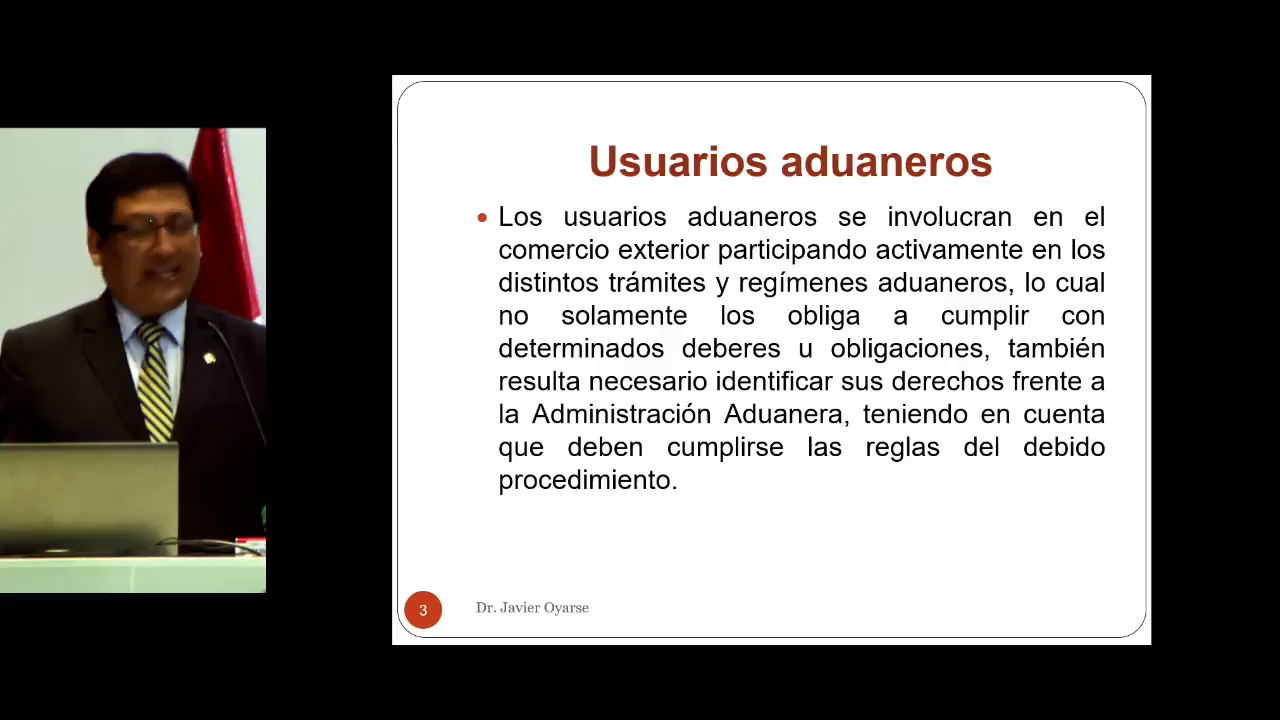 Usuarios aduaneros
• Los usuarios aduaneros se involucran en el
comercio exterior participando activamente en los
distintos trámites y regímenes aduaneros, lo cual
no solamente los obliga a cumplir con
determinados deberes u obligaciones, también
resulta necesario identificar sus derechos frente a
la Administración Aduanera, teniendo en cuenta
que deben cumplirse las reglas del debido
procedimiento.
3
Dr. Javier Oyarse